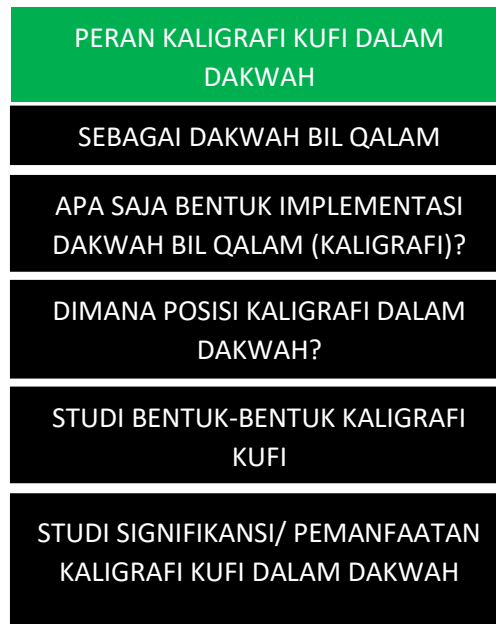 PERAN KALIGRAFI KUFI DALAM
DAKWAH
SEBAGAI DAKWAH BIL QALAM
APA SAJA BENTUK IMPLEMENTASI
DAKWAH BIL QALAM (KALIGRAFI)?
DIMANA POSISI KALIGRAFI DALAM
DAKWAH?
STUDI BENTUK-BENTUK KALIGRAFI
KUFI
STUDI SIGNIFIKANSI/ PEMANFAATAN
KALIGRAFI KUFI DALAM DAKWAH